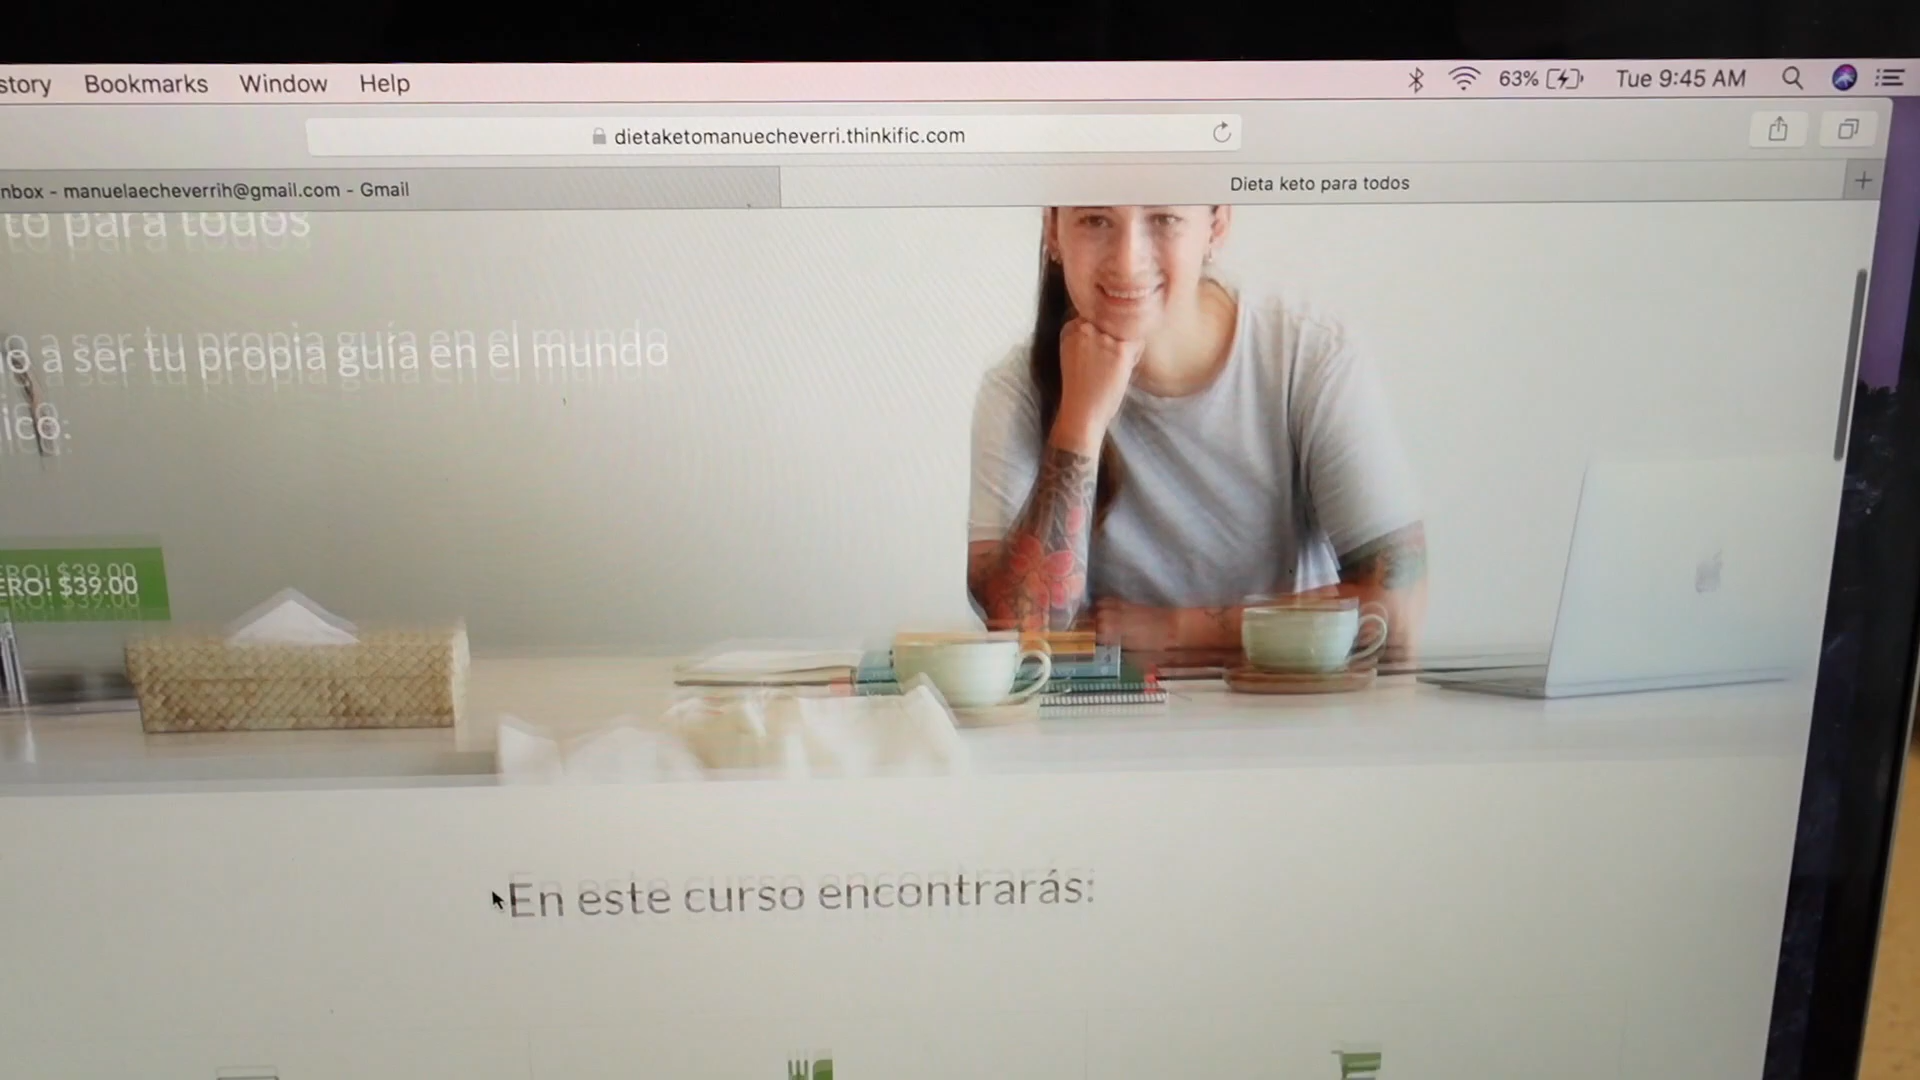 story Bookmarks Window Help 63% Tue 9:45 AM
dietaketomanuecheverri.thinkific.com
nbox - manuelaecheverrih@gmail.com - Gmail Dieta keto para todos
to para todos
o a ser tu propia guía en el mundo
ico:
ERO! $39.00
En este curso encontrarás: